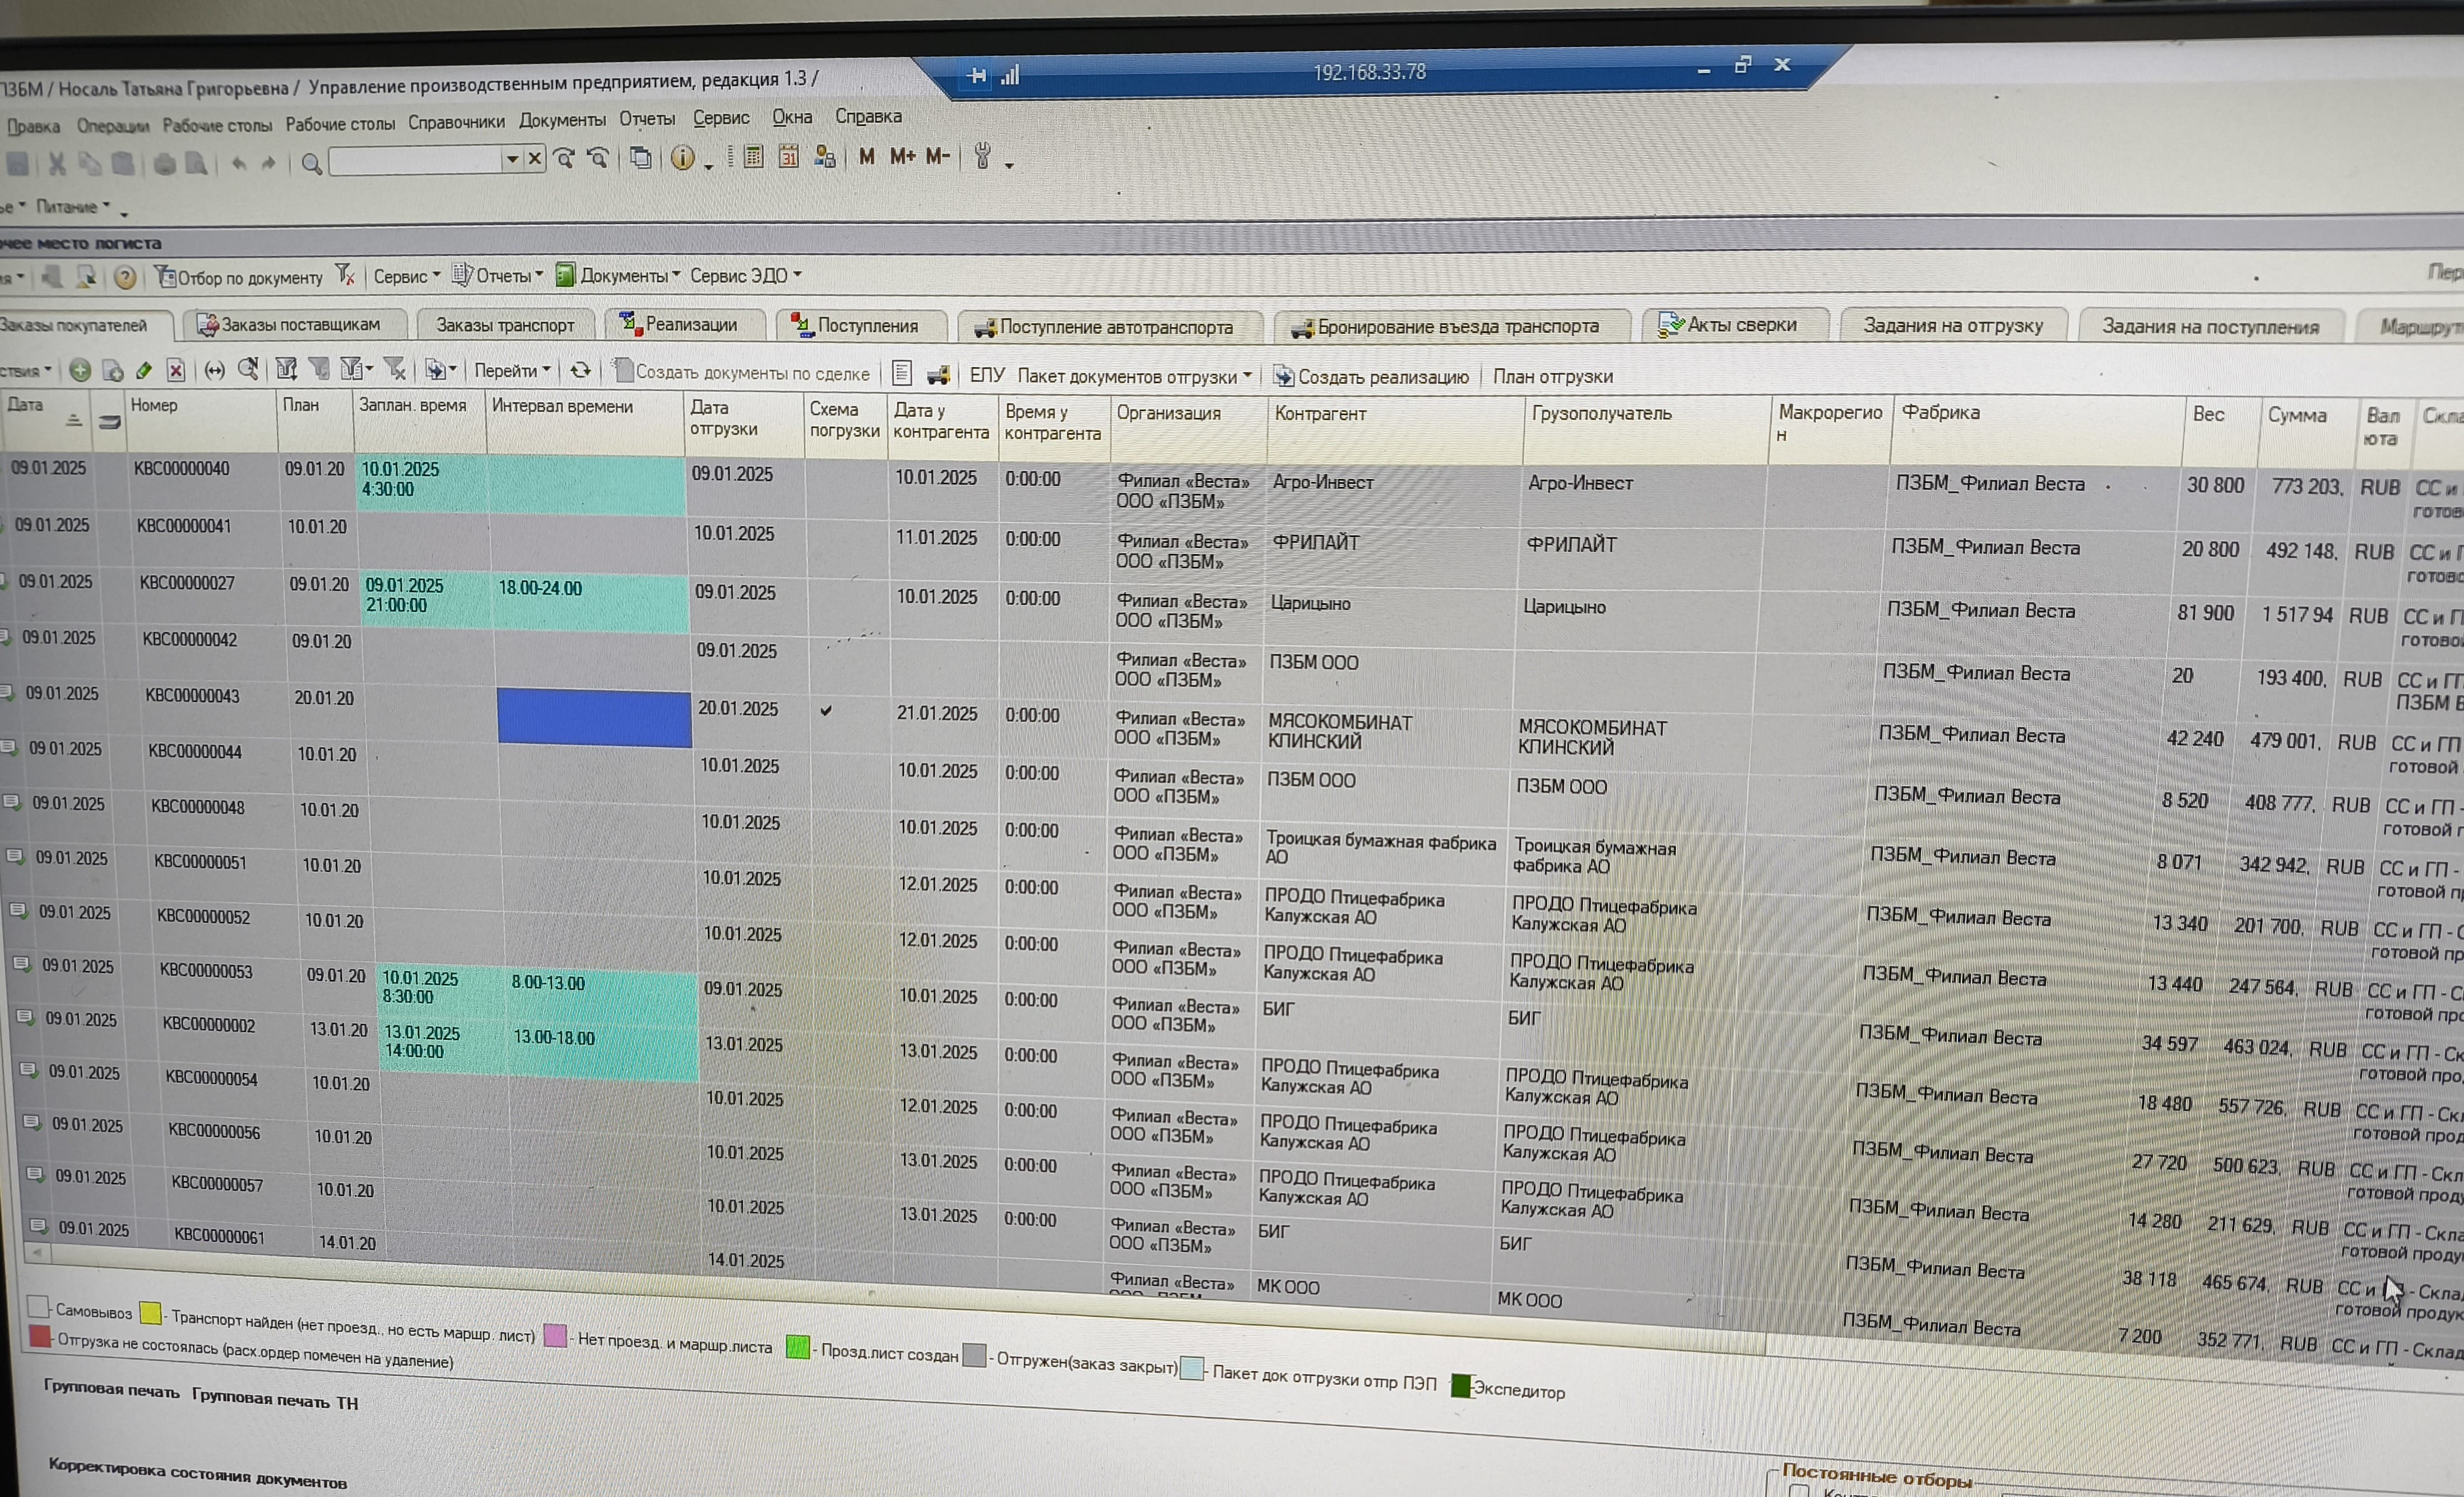 ПЗБМ / Носаль Татьяна Григорьевна / Управление производственным предприятием, редакция 1.3 /
192.168.33.78
Правка Операции Рабочие столы Рабочие столы Справочники Документы Отчеты Сервис Окна Справка
M M+ M-
Питание
место логиста
Отбор по документу Сервис Отчеты Документы Сервис ЭДО
Заказы покупателей Заказы поставщикам Заказы транспорт Реализации Поступления Поступление автотранспорта Бронирование въезда транспорта Акты сверки Задания на отгрузку Задания на поступления
Перейти Создать документы по сделке ЕПУ Пакет документов отгрузки Создать реализацию План отгрузки
Дата Номер План Заплан. время Интервал времени Дата отгрузки Схема погрузки Дата у контрагента Время у контрагента Организация Контрагент Грузополучатель Макрорегион Фабрика Вес Сумма Валюта
09.01.2025 КВС00000040 09.01.20 10.01.2025 4:30:00 09.01.2025 10.01.2025 0:00:00 Филиал «Веста» ООО «ПЗБМ» Агро-Инвест Агро-Инвест ПЗБМ_Филиал Веста 30 800 773 203, RUB СС и
09.01.2025 КВС00000041 10.01.20 10.01.2025 11.01.2025 0:00:00 Филиал «Веста» ООО «ПЗБМ» ФРИЛАЙТ ФРИЛАЙТ ПЗБМ_Филиал Веста 20 800 492 148, RUB СС и
09.01.2025 КВС00000027 09.01.20 09.01.2025 21:00:00 18.00-24.00 09.01.2025 10.01.2025 0:00:00 Филиал «Веста» ООО «ПЗБМ» Царицыно Царицыно ПЗБМ_Филиал Веста 81 900 1 517 94 RUB СС и
09.01.2025 КВС00000042 09.01.20 09.01.2025 Филиал «Веста» ООО «ПЗБМ» ПЗБМ ООО ПЗБМ_Филиал Веста 20 193 400, RUB СС и ГП ПЗБМ В
09.01.2025 КВС00000043 20.01.20 20.01.2025 21.01.2025 0:00:00 Филиал «Веста» ООО «ПЗБМ» МЯСОКОМБИНАТ КЛИНСКИЙ МЯСОКОМБИНАТ КЛИНСКИЙ ПЗБМ_Филиал Веста 42 240 479 001, RUB СС и ГП готовой
09.01.2025 КВС00000044 10.01.20 10.01.2025 10.01.2025 0:00:00 Филиал «Веста» ООО «ПЗБМ» ПЗБМ ООО ПЗБМ ООО ПЗБМ_Филиал Веста 8 520 408 777, RUB СС и ГП - готовой
09.01.2025 КВС00000048 10.01.20 10.01.2025 10.01.2025 0:00:00 Филиал «Веста» ООО «ПЗБМ» Троицкая бумажная фабрика АО Троицкая бумажная фабрика АО ПЗБМ_Филиал Веста 8 071 342 942, RUB СС и ГП - готовой
09.01.2025 КВС00000051 10.01.20 10.01.2025 12.01.2025 0:00:00 Филиал «Веста» ООО «ПЗБМ» ПРОДО Птицефабрика Калужская АО ПРОДО Птицефабрика Калужская АО ПЗБМ_Филиал Веста 13 340 201 700, RUB СС и ГП - С готовой пр
09.01.2025 КВС00000052 10.01.20 10.01.2025 12.01.2025 0:00:00 Филиал «Веста» ООО «ПЗБМ» ПРОДО Птицефабрика Калужская АО ПРОДО Птицефабрика Калужская АО ПЗБМ_Филиал Веста 13 440 247 564, RUB СС и ГП - С готовой про
09.01.2025 КВС00000053 09.01.20 10.01.2025 8:30:00 8.00-13.00 09.01.2025 10.01.2025 0:00:00 Филиал «Веста» ООО «ПЗБМ» БИГ БИГ ПЗБМ_Филиал Веста 34 597 463 024, RUB СС и ГП - Ск готовой про
09.01.2025 КВС00000002 13.01.20 13.01.2025 14:00:00 13.00-18.00 13.01.2025 13.01.2025 0:00:00 Филиал «Веста» ООО «ПЗБМ» ПРОДО Птицефабрика Калужская АО ПРОДО Птицефабрика Калужская АО ПЗБМ_Филиал Веста 18 480 557 726, RUB СС и ГП - Скл готовой прод
09.01.2025 КВС00000054 10.01.20 10.01.2025 12.01.2025 0:00:00 Филиал «Веста» ООО «ПЗБМ» ПРОДО Птицефабрика Калужская АО ПРОДО Птицефабрика Калужская АО ПЗБМ_Филиал Веста 27 720 500 623, RUB СС и ГП - Скл готовой проду
09.01.2025 КВС00000056 10.01.20 10.01.2025 13.01.2025 0:00:00 Филиал «Веста» ООО «ПЗБМ» ПРОДО Птицефабрика Калужская АО ПРОДО Птицефабрика Калужская АО ПЗБМ_Филиал Веста 14 280 211 629, RUB СС и ГП - Скла готовой проду
09.01.2025 КВС00000057 10.01.20 10.01.2025 13.01.2025 0:00:00 Филиал «Веста» ООО «ПЗБМ» БИГ БИГ ПЗБМ_Филиал Веста 38 118 465 674, RUB СС и - Скла готовой продук
09.01.2025 КВС00000061 14.01.20 14.01.2025 Филиал «Веста» МК ООО МК ООО ПЗБМ_Филиал Веста 7 200 352 771, RUB СС и ГП - Склад
- Самовывоз - Транспорт найден (нет проезд., но есть маршр. лист) - Нет проезд. и маршр.листа - Прозд.лист создан - Отгружен(заказ закрыт) - Пакет док отгрузки отпр ПЭП - Экспедитор
- Отгрузка не состоялась (расх.ордер помечен на удаление)
Групповая печать Групповая печать ТН
Корректировка состояния документов
Постоянные отборы